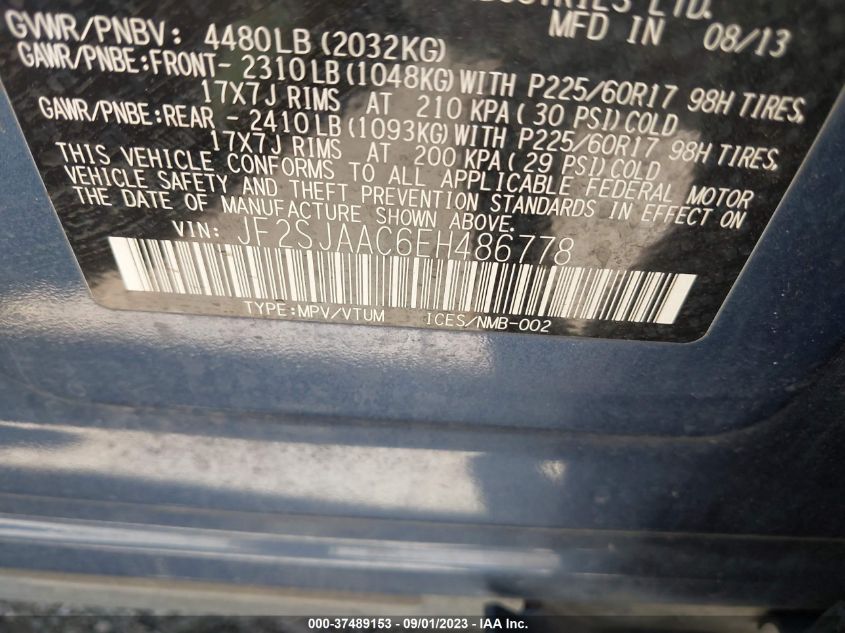 LTD.
MFD IN 08/13
GVWR/PNBV: 4480LB (2032KG)
GAWR/PNBE:FRONT- 2310LB(1048KG)WITH P225/60R17 98H TIRES,
17X7J RIMS AT 210 KPA(30 PSI)COLD
GAWR/PNBE:REAR - 2410LB(1093KG)WITH P225/60R17 98H TIRES,
17X7J RIMS AT 200 KPA(29 PSI)COLD
THIS VEHICLE CONFORMS TO ALL APPLICABLE FEDERAL MOTOR
VEHICLE SAFETY AND THEFT PREVENTION STANDARDS IN EFFECT ON
THE DATE OF MANUFACTURE SHOWN ABOVE.
VIN: JF2SJAAC6EH486778
TYPE:MPV/VTUM ICES/NMB-002
000-37489153 - 09/01/2023 - IAA Inc.